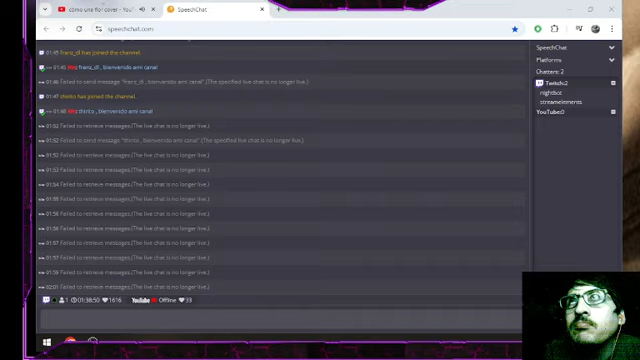 como une flor cover - YouT
SpeechChat
speechchat.com
01:45 franz_dl has joined the channel.
01:45 franz_dl , bienvenido ami canal
01:46 Failed to send message "franz_dl , bienvenido ami canal".(The specified live chat is no longer live.)
01:47 thirito has joined the channel.
01:48 thirito , bienvenido ami canal
Failed to retrieve messages.(The live chat is no longer live.)
01:52 Failed to send message "thirito , bienvenido ami canal".(The specified live chat is no longer live.)
01:52 Failed to retrieve messages.(The live chat is no longer live.)
01:53 Failed to retrieve messages.(The live chat is no longer live.)
01:54 Failed to retrieve messages.(The live chat is no longer live.)
01:55 Failed to retrieve messages.(The live chat is no longer live.)
01:56 Failed to retrieve messages.(The live chat is no longer live.)
01:56 Failed to retrieve messages.(The live chat is no longer live.)
01:57 Failed to retrieve messages.(The live chat is no longer live.)
01:57 Failed to retrieve messages.(The live chat is no longer live.)
01:59 Failed to retrieve messages.(The live chat is no longer live.)
02:01 Failed to retrieve messages.(The live chat is no longer live.)
1 01:38:50 1616 YouTube Offline 33
SpeechChat
Platforms
Chatters: 2
Twitch:2
nightbot
streamelements
YouTube:0